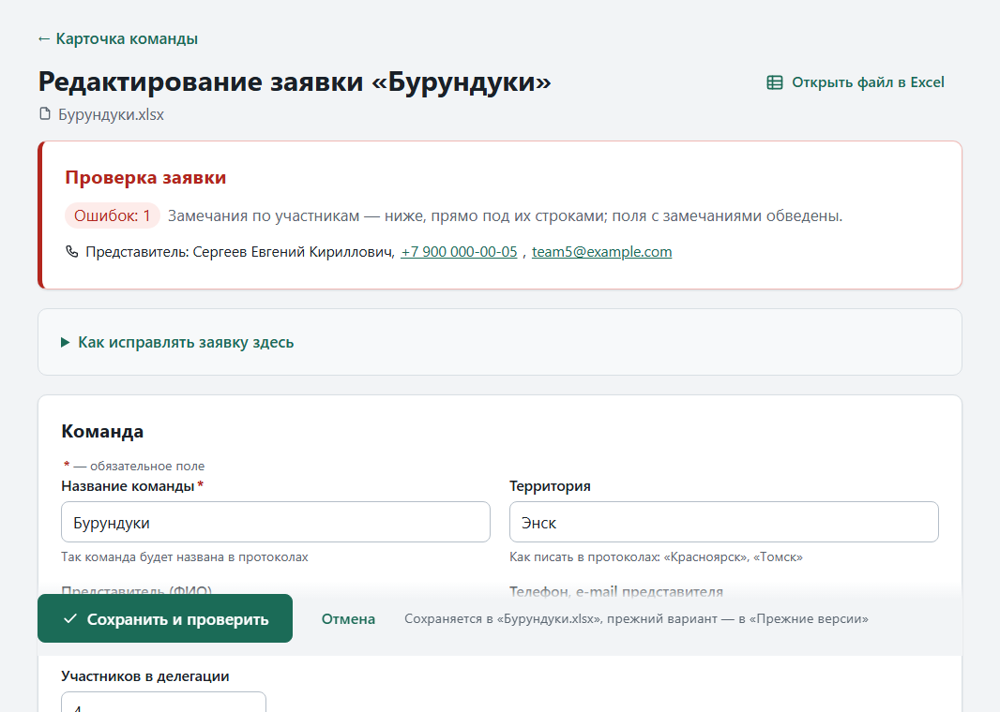 ← Карточка команды
Редактирование заявки «Бурундуки»
Открыть файл в Excel
Бурундуки.xlsx
Проверка заявки
Ошибок: 1 Замечания по участникам — ниже, прямо под их строками; поля с замечаниями обведены.
Представитель: Сергеев Евгений Кириллович, +7 900 000-00-05 , team5@example.com
Как исправлять заявку здесь
Команда
* — обязательное поле
Название команды * Территория
Бурундуки Энск
Так команда будет названа в протоколах Как писать в протоколах: «Красноярск», «Томск»
Представитель (ФИО) Телефон, e-mail представителя
Сохранить и проверить Отмена Сохраняется в «Бурундуки.xlsx», прежний вариант — в «Прежние версии»
Участников в делегации
4